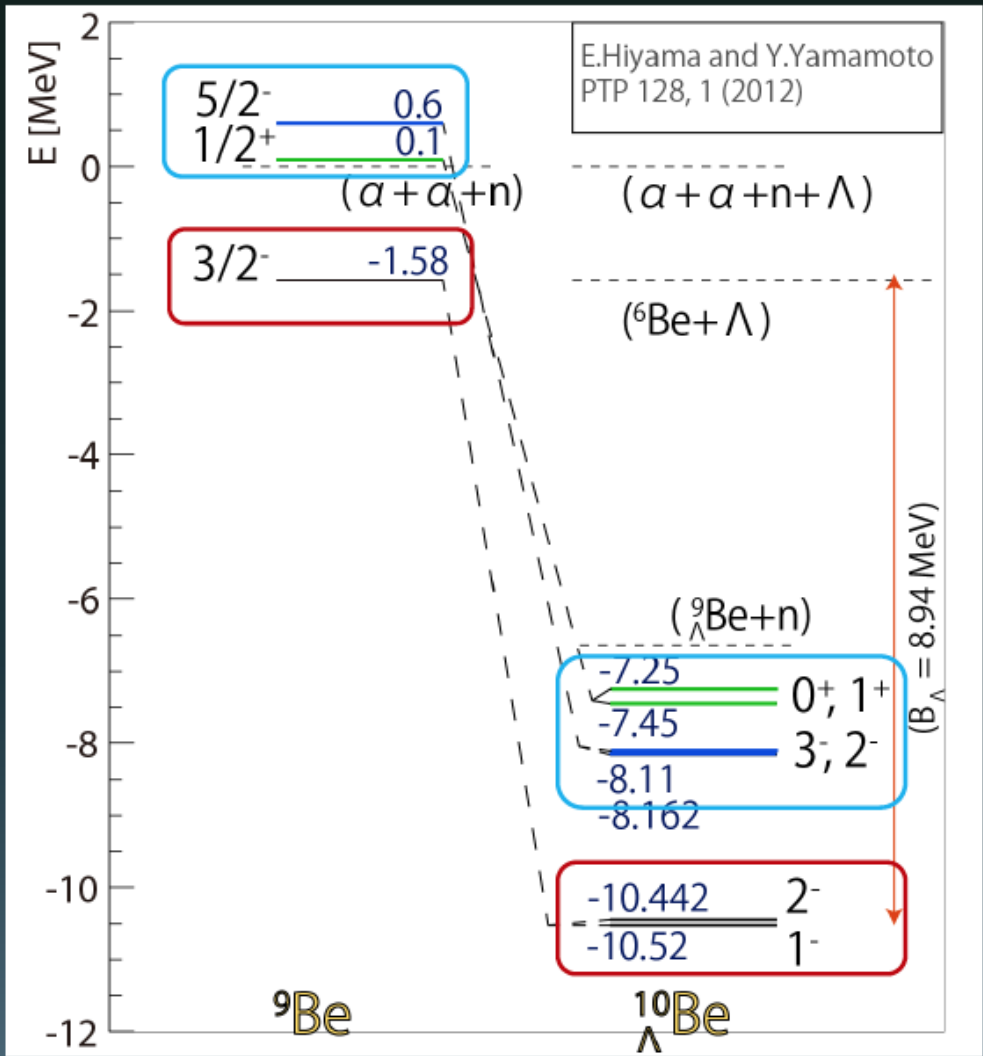 E [MeV]
2
0
-2
-4
-6
-8
-10
-12
E.Hiyama and Y.Yamamoto
PTP 128, 1 (2012)
5/2⁻ 0.6
1/2⁺ 0.1
(α+α+n)
3/2⁻ -1.58
(α+α+n+Λ)
(⁶Be+Λ)
(B_Λ = 8.94 MeV)
(⁹_ΛBe+n)
-7.25
0⁺, 1⁺
-7.45
3⁻, 2⁻
-8.11
-8.162
-10.442 2⁻
-10.52 1⁻
⁹Be
¹⁰_ΛBe